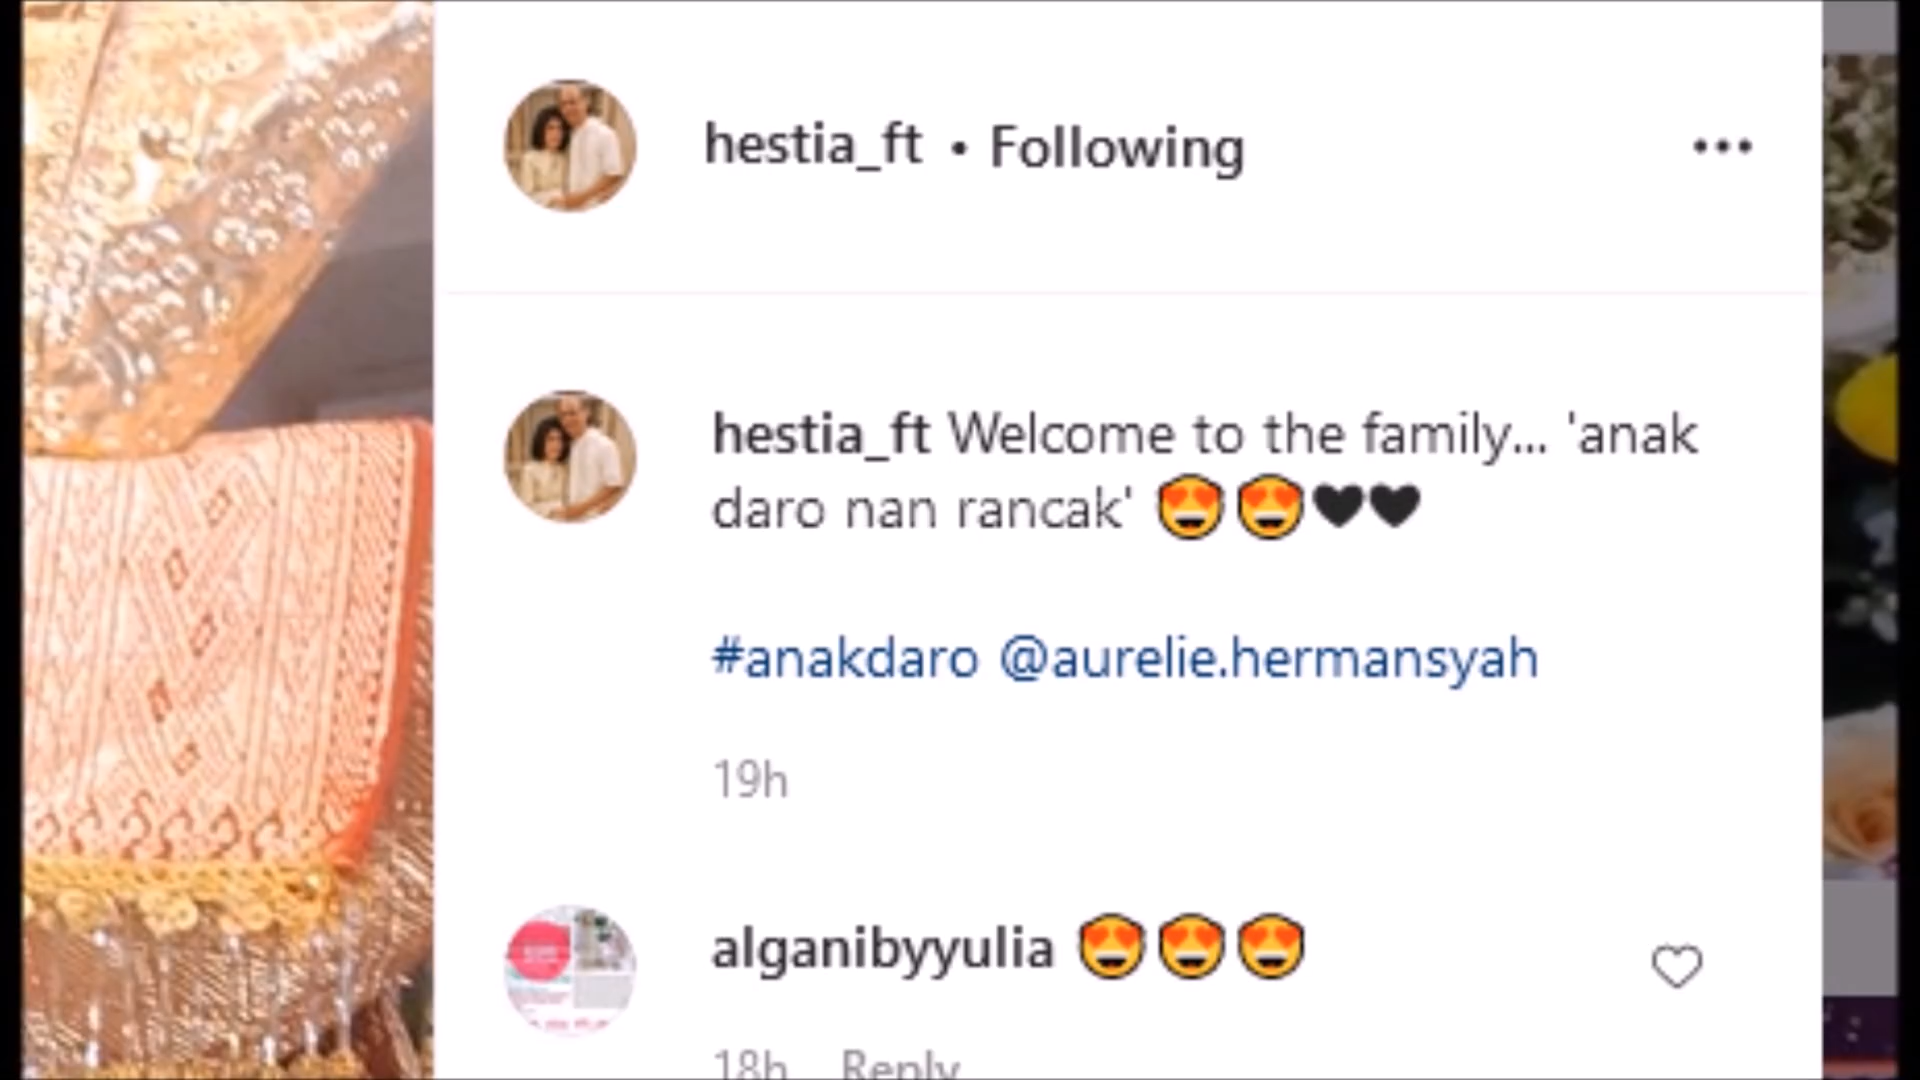 hestia_ft • Following
hestia_ft Welcome to the family... 'anak
daro nan rancak' 😍😍🖤🖤
#anakdaro @aurelie.hermansyah
19h
alganibyyulia 😍😍😍
18h Reply